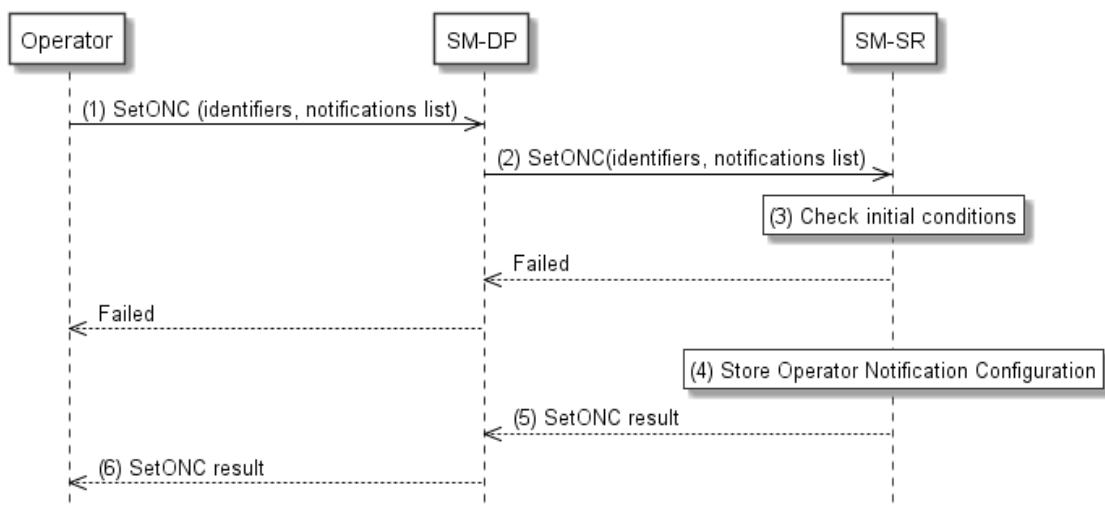 Operator
SM-DP
SM-SR
(1) SetONC (identifiers, notifications list)
(2) SetONC(identifiers, notifications list)
(3) Check initial conditions
Failed
Failed
(4) Store Operator Notification Configuration
(5) SetONC result
(6) SetONC result